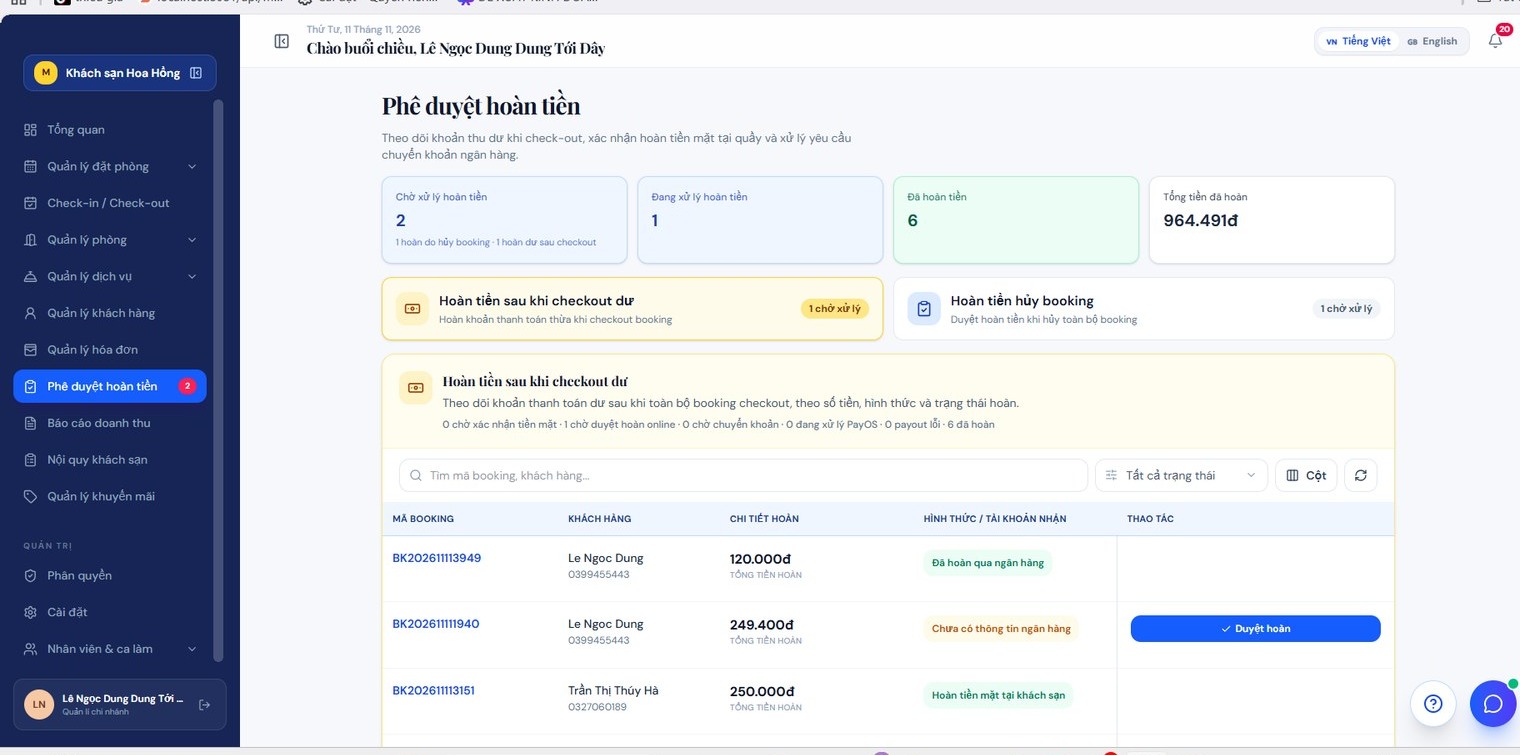 Thứ Tư, 11 Tháng 11, 2026
Chào buổi chiều, Lê Ngọc Dung Dung Tới Đây
VN Tiếng Việt
GB English
20
M Khách sạn Hoa Hồng
Tổng quan
Quản lý đặt phòng
Check-in / Check-out
Quản lý phòng
Quản lý dịch vụ
Quản lý khách hàng
Quản lý hóa đơn
Phê duyệt hoàn tiền 2
Báo cáo doanh thu
Nội quy khách sạn
Quản lý khuyến mãi
QUẢN TRỊ
Phân quyền
Cài đặt
Nhân viên & ca làm
LN
Lê Ngọc Dung Dung Tới ...
Quản lí chi nhánh
Phê duyệt hoàn tiền
Theo dõi khoản thu dư khi check-out, xác nhận hoàn tiền mặt tại quầy và xử lý yêu cầu
chuyển khoản ngân hàng.
Chờ xử lý hoàn tiền
2
1 hoàn do hủy booking · 1 hoàn dư sau checkout
Đang xử lý hoàn tiền
1
Đã hoàn tiền
6
Tổng tiền đã hoàn
964.491đ
Hoàn tiền sau khi checkout dư
Hoàn khoản thanh toán thừa khi checkout booking
1 chờ xử lý
Hoàn tiền hủy booking
Duyệt hoàn tiền khi hủy toàn bộ booking
1 chờ xử lý
Hoàn tiền sau khi checkout dư
Theo dõi khoản thanh toán dư sau khi toàn bộ booking checkout, theo số tiền, hình thức và trạng thái hoàn.
0 chờ xác nhận tiền mặt · 1 chờ duyệt hoàn online · 0 chờ chuyển khoản · 0 đang xử lý PayOS · 0 payout lỗi · 6 đã hoàn
Tìm mã booking, khách hàng...
Tất cả trạng thái
Cột
MÃ BOOKING KHÁCH HÀNG CHI TIẾT HOÀN HÌNH THỨC / TÀI KHOẢN NHẬN THAO TÁC
BK202611113949 Le Ngoc Dung 120.000đ Đã hoàn qua ngân hàng
0399455443 TỔNG TIỀN HOÀN
BK202611111940 Le Ngoc Dung 249.400đ Chưa có thông tin ngân hàng Duyệt hoàn
0399455443 TỔNG TIỀN HOÀN
BK202611113151 Trần Thị Thúy Hà 250.000đ Hoàn tiền mặt tại khách sạn
0327060189 TỔNG TIỀN HOÀN